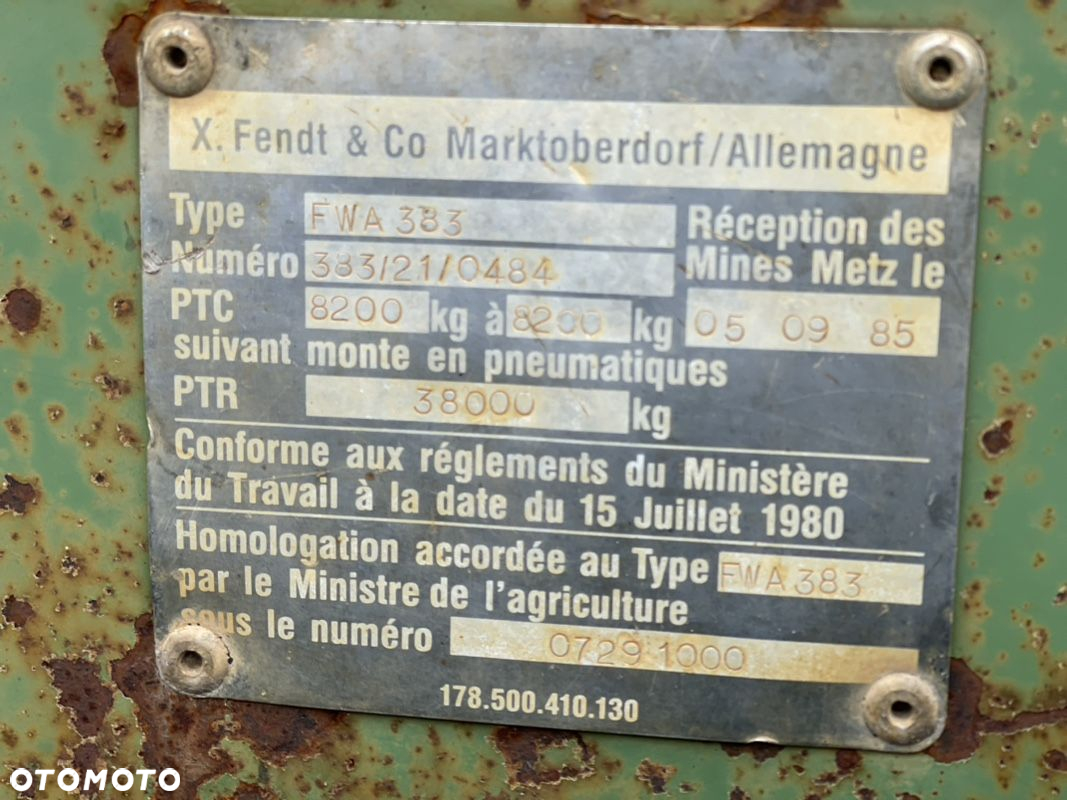 X. Fendt & Co Marktoberdorf/Allemagne
Type FWA 383
Numéro 383/21/0484
Réception des
Mines Metz le
05 09 85
PTC 8200 kg à 8200 kg
suivant monte en pneumatiques
PTR 38000 kg
Conforme aux réglements du Ministère
du Travail à la date du 15 Juillet 1980
Homologation accordée au Type FWA 383
par le Ministre de l'agriculture
sous le numéro 0729 1000
178.500.410.130
OTOMOTO